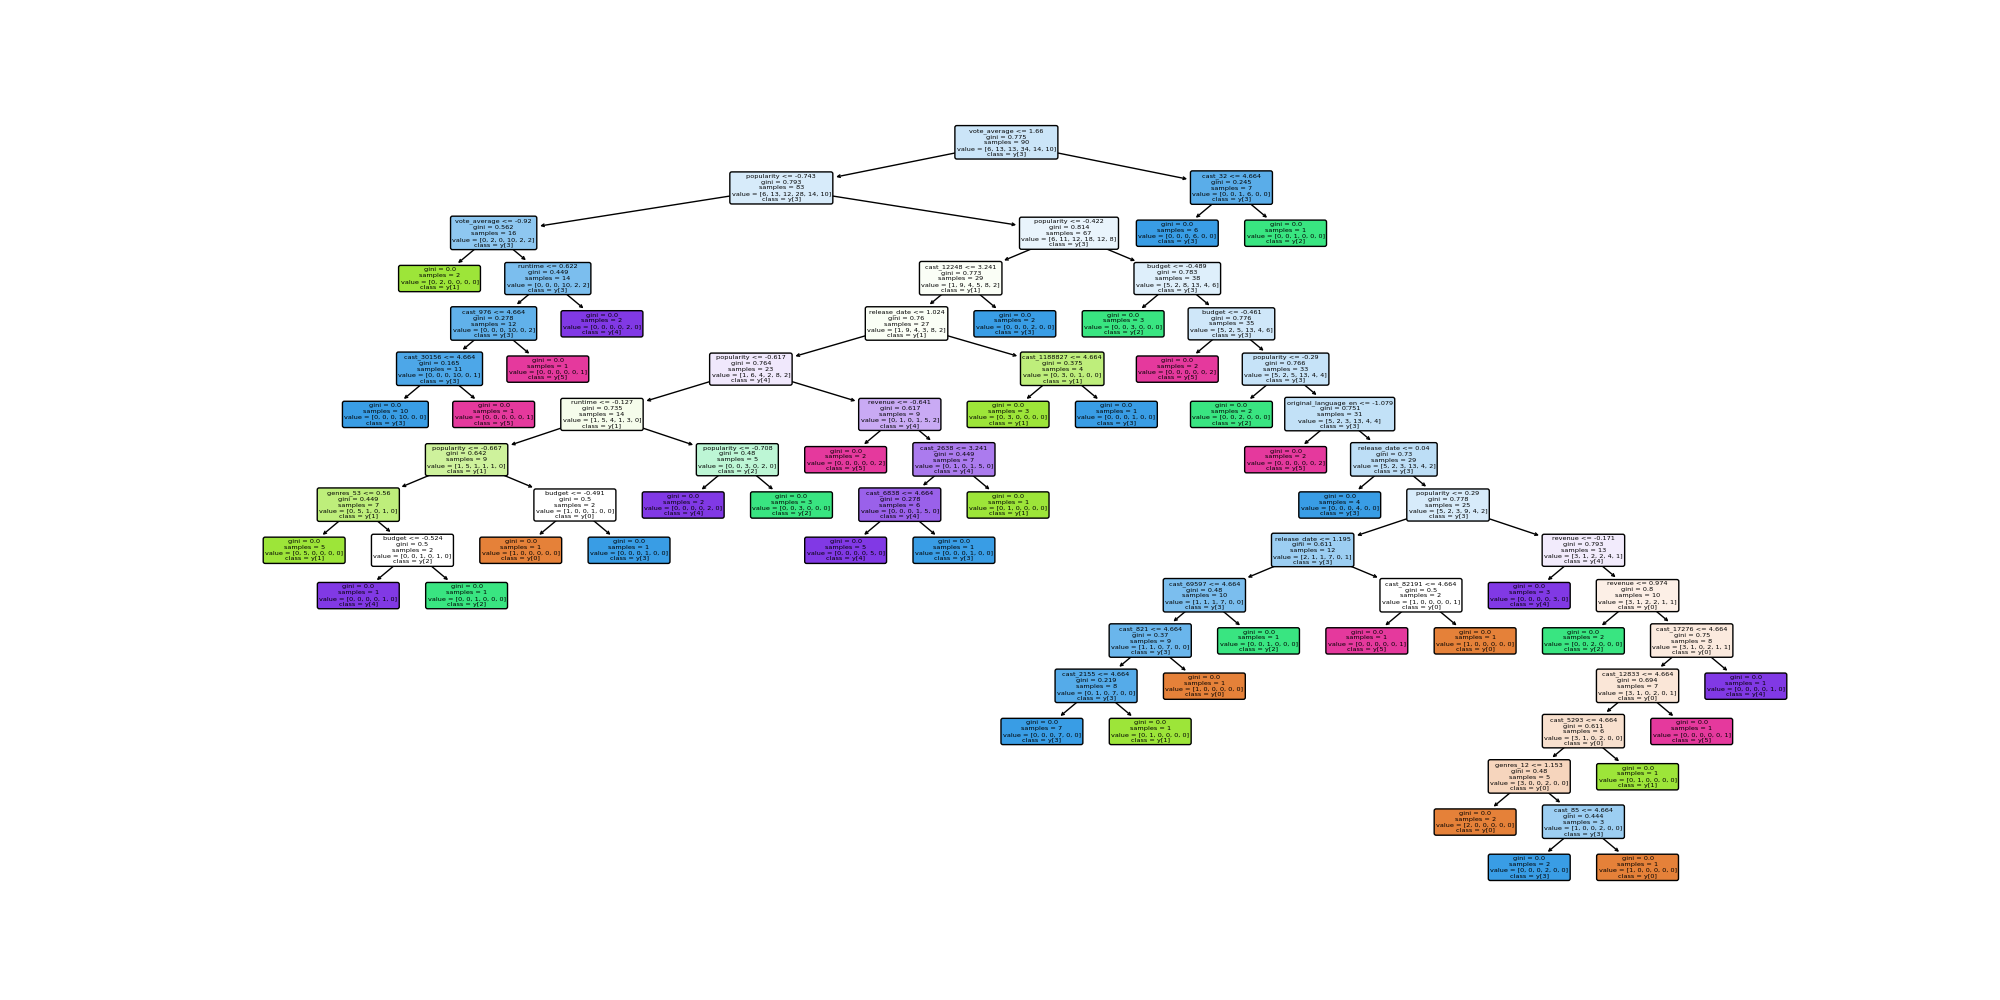 vote_average <= 1.66
gini = 0.775
samples = 90
value = [6, 13, 13, 34, 14, 10]
class = y[3]
popularity <= -0.743
gini = 0.793
samples = 83
value = [6, 13, 12, 28, 14, 10]
class = y[3]
cast_32 <= 4.664
gini = 0.245
samples = 7
value = [0, 0, 1, 6, 0, 0]
class = y[3]
vote_average <= -0.92
gini = 0.562
samples = 16
value = [0, 2, 0, 10, 2, 2]
class = y[3]
popularity <= -0.422
gini = 0.814
samples = 67
value = [6, 11, 12, 18, 12, 8]
class = y[3]
gini = 0.0
samples = 6
value = [0, 0, 0, 6, 0, 0]
class = y[3]
gini = 0.0
samples = 1
value = [0, 0, 1, 0, 0, 0]
class = y[2]
gini = 0.0
samples = 2
value = [0, 2, 0, 0, 0, 0]
class = y[1]
runtime <= 0.622
gini = 0.449
samples = 14
value = [0, 0, 0, 10, 2, 2]
class = y[3]
cast_12248 <= 3.241
gini = 0.773
samples = 29
value = [1, 9, 4, 5, 8, 2]
class = y[1]
budget <= -0.489
gini = 0.783
samples = 38
value = [5, 2, 8, 13, 4, 6]
class = y[3]
cast_976 <= 4.664
gini = 0.278
samples = 12
value = [0, 0, 0, 10, 0, 2]
class = y[3]
gini = 0.0
samples = 2
value = [0, 0, 0, 0, 2, 0]
class = y[4]
release_date <= 1.024
gini = 0.76
samples = 27
value = [1, 9, 4, 3, 8, 2]
class = y[1]
gini = 0.0
samples = 2
value = [0, 0, 0, 2, 0, 0]
class = y[3]
gini = 0.0
samples = 3
value = [0, 0, 3, 0, 0, 0]
class = y[2]
budget <= -0.461
gini = 0.776
samples = 35
value = [5, 2, 5, 13, 4, 6]
class = y[3]
cast_30156 <= 4.664
gini = 0.165
samples = 11
value = [0, 0, 0, 10, 0, 1]
class = y[3]
gini = 0.0
samples = 1
value = [0, 0, 0, 0, 0, 1]
class = y[5]
popularity <= -0.617
gini = 0.764
samples = 23
value = [1, 6, 4, 2, 8, 2]
class = y[4]
cast_1188827 <= 4.664
gini = 0.375
samples = 4
value = [0, 3, 0, 1, 0, 0]
class = y[1]
gini = 0.0
samples = 2
value = [0, 0, 0, 0, 0, 2]
class = y[5]
popularity <= -0.29
gini = 0.766
samples = 33
value = [5, 2, 5, 13, 4, 4]
class = y[3]
gini = 0.0
samples = 10
value = [0, 0, 0, 10, 0, 0]
class = y[3]
gini = 0.0
samples = 1
value = [0, 0, 0, 0, 0, 1]
class = y[5]
runtime <= -0.127
gini = 0.735
samples = 14
value = [1, 5, 4, 1, 3, 0]
class = y[1]
revenue <= -0.641
gini = 0.617
samples = 9
value = [0, 1, 0, 1, 5, 2]
class = y[4]
gini = 0.0
samples = 3
value = [0, 3, 0, 0, 0, 0]
class = y[1]
gini = 0.0
samples = 1
value = [0, 0, 0, 1, 0, 0]
class = y[3]
gini = 0.0
samples = 2
value = [0, 0, 2, 0, 0, 0]
class = y[2]
original_language_en <= -1.079
gini = 0.751
samples = 31
value = [5, 2, 3, 13, 4, 4]
class = y[3]
popularity <= -0.667
gini = 0.642
samples = 9
value = [1, 5, 1, 1, 1, 0]
class = y[1]
popularity <= -0.708
gini = 0.48
samples = 5
value = [0, 0, 3, 0, 2, 0]
class = y[2]
gini = 0.0
samples = 2
value = [0, 0, 0, 0, 0, 2]
class = y[5]
cast_2638 <= 3.241
gini = 0.449
samples = 7
value = [0, 1, 0, 1, 5, 0]
class = y[4]
gini = 0.0
samples = 2
value = [0, 0, 0, 0, 0, 2]
class = y[5]
release_date <= 0.04
gini = 0.73
samples = 29
value = [5, 2, 3, 13, 4, 2]
class = y[3]
genres_53 <= 0.56
gini = 0.449
samples = 7
value = [0, 5, 1, 0, 1, 0]
class = y[1]
budget <= -0.491
gini = 0.5
samples = 2
value = [1, 0, 0, 1, 0, 0]
class = y[0]
gini = 0.0
samples = 2
value = [0, 0, 0, 0, 2, 0]
class = y[4]
gini = 0.0
samples = 3
value = [0, 0, 3, 0, 0, 0]
class = y[2]
cast_6838 <= 4.664
gini = 0.278
samples = 6
value = [0, 0, 0, 1, 5, 0]
class = y[4]
gini = 0.0
samples = 1
value = [0, 1, 0, 0, 0, 0]
class = y[1]
gini = 0.0
samples = 4
value = [0, 0, 0, 4, 0, 0]
class = y[3]
popularity <= 0.29
gini = 0.778
samples = 25
value = [5, 2, 3, 9, 4, 2]
class = y[3]
gini = 0.0
samples = 5
value = [0, 5, 0, 0, 0, 0]
class = y[1]
budget <= -0.524
gini = 0.5
samples = 2
value = [0, 0, 1, 0, 1, 0]
class = y[2]
gini = 0.0
samples = 1
value = [1, 0, 0, 0, 0, 0]
class = y[0]
gini = 0.0
samples = 1
value = [0, 0, 0, 1, 0, 0]
class = y[3]
gini = 0.0
samples = 5
value = [0, 0, 0, 0, 5, 0]
class = y[4]
gini = 0.0
samples = 1
value = [0, 0, 0, 1, 0, 0]
class = y[3]
release_date <= 1.195
gini = 0.611
samples = 12
value = [2, 1, 1, 7, 0, 1]
class = y[3]
revenue <= -0.171
gini = 0.793
samples = 13
value = [3, 1, 2, 2, 4, 1]
class = y[4]
gini = 0.0
samples = 1
value = [0, 0, 0, 0, 1, 0]
class = y[4]
gini = 0.0
samples = 1
value = [0, 0, 1, 0, 0, 0]
class = y[2]
cast_69597 <= 4.664
gini = 0.48
samples = 10
value = [1, 1, 1, 7, 0, 0]
class = y[3]
cast_82191 <= 4.664
gini = 0.5
samples = 2
value = [1, 0, 0, 0, 0, 1]
class = y[0]
gini = 0.0
samples = 3
value = [0, 0, 0, 0, 3, 0]
class = y[4]
revenue <= 0.974
gini = 0.8
samples = 10
value = [3, 1, 2, 2, 1, 1]
class = y[0]
cast_821 <= 4.664
gini = 0.37
samples = 9
value = [1, 1, 0, 7, 0, 0]
class = y[3]
gini = 0.0
samples = 1
value = [0, 0, 1, 0, 0, 0]
class = y[2]
gini = 0.0
samples = 1
value = [0, 0, 0, 0, 0, 1]
class = y[5]
gini = 0.0
samples = 1
value = [1, 0, 0, 0, 0, 0]
class = y[0]
gini = 0.0
samples = 2
value = [0, 0, 2, 0, 0, 0]
class = y[2]
cast_17276 <= 4.664
gini = 0.75
samples = 8
value = [3, 1, 0, 2, 1, 1]
class = y[0]
cast_2155 <= 4.664
gini = 0.219
samples = 8
value = [0, 1, 0, 7, 0, 0]
class = y[3]
gini = 0.0
samples = 1
value = [1, 0, 0, 0, 0, 0]
class = y[0]
cast_12833 <= 4.664
gini = 0.694
samples = 7
value = [3, 1, 0, 2, 0, 1]
class = y[0]
gini = 0.0
samples = 1
value = [0, 0, 0, 0, 1, 0]
class = y[4]
gini = 0.0
samples = 7
value = [0, 0, 0, 7, 0, 0]
class = y[3]
gini = 0.0
samples = 1
value = [0, 1, 0, 0, 0, 0]
class = y[1]
cast_5293 <= 4.664
gini = 0.611
samples = 6
value = [3, 1, 0, 2, 0, 0]
class = y[0]
gini = 0.0
samples = 1
value = [0, 0, 0, 0, 0, 1]
class = y[5]
genres_12 <= 1.153
gini = 0.48
samples = 5
value = [3, 0, 0, 2, 0, 0]
class = y[0]
gini = 0.0
samples = 1
value = [0, 1, 0, 0, 0, 0]
class = y[1]
gini = 0.0
samples = 2
value = [2, 0, 0, 0, 0, 0]
class = y[0]
cast_85 <= 4.664
gini = 0.444
samples = 3
value = [1, 0, 0, 2, 0, 0]
class = y[3]
gini = 0.0
samples = 2
value = [0, 0, 0, 2, 0, 0]
class = y[3]
gini = 0.0
samples = 1
value = [1, 0, 0, 0, 0, 0]
class = y[0]